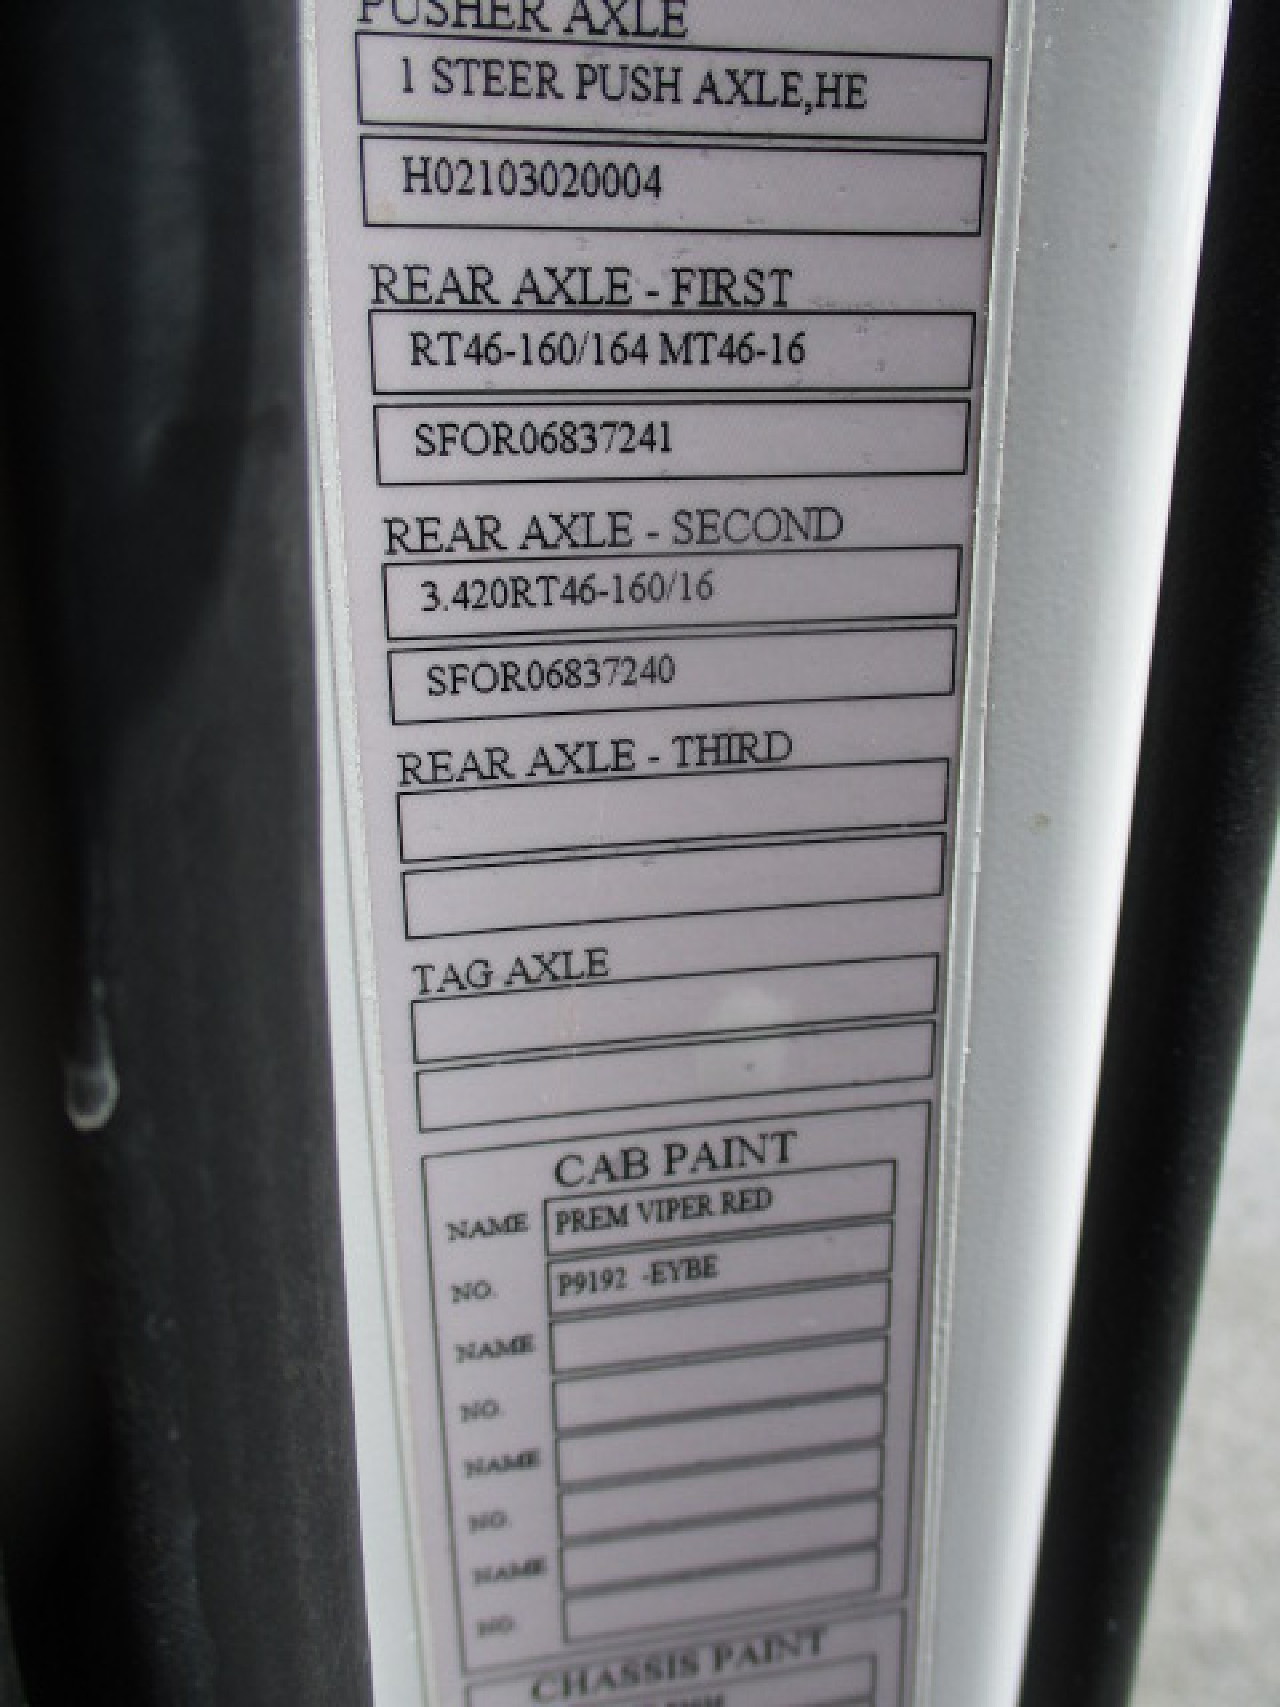 PUSHER AXLE
1 STEER PUSH AXLE,HE
H02103020004
REAR AXLE - FIRST
RT46-160/164 MT46-16
SFOR06837241
REAR AXLE - SECOND
3.420RT46-160/16
SFOR06837240
REAR AXLE - THIRD
TAG AXLE
CAB PAINT
NAME PREM VIPER RED
NO. P9192 -EYBE
NAME
NO.
NAME
NO.
NAME
NO.
CHASSIS PAINT